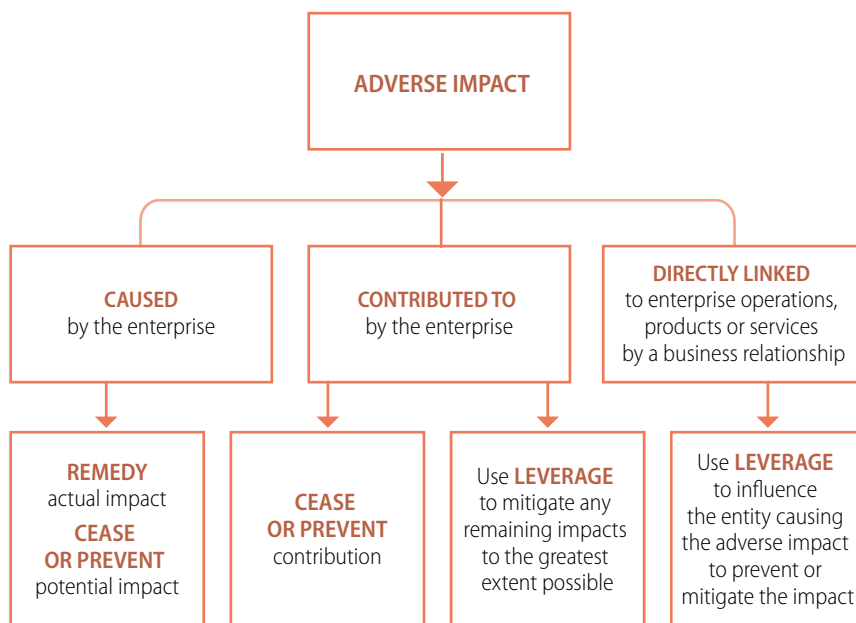 ADVERSE IMPACT
CAUSED
by the enterprise
CONTRIBUTED TO
by the enterprise
DIRECTLY LINKED
to enterprise operations,
products or services
by a business relationship
REMEDY
actual impact
CEASE
OR PREVENT
potential impact
CEASE
OR PREVENT
contribution
Use LEVERAGE
to mitigate any
remaining impacts
to the greatest
extent possible
Use LEVERAGE
to influence
the entity causing
the adverse impact
to prevent or
mitigate the impact